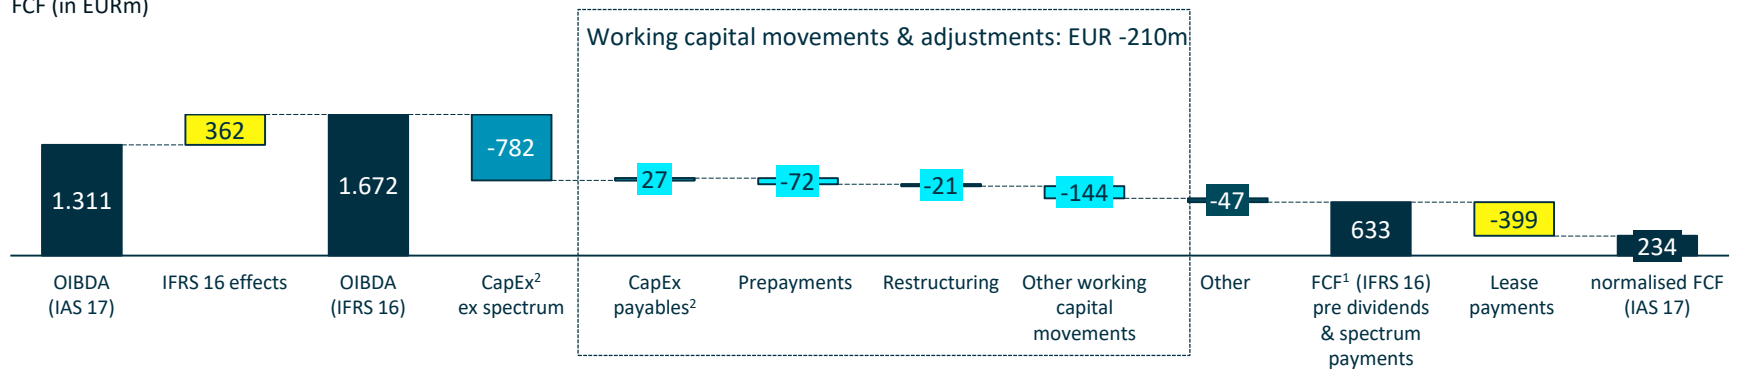 FCF (in EURm)
Working capital movements & adjustments: EUR -210m
1.311
362
1.672
-782
27
-72
-21
-144
-47
633
-399
234
OIBDA
(IAS 17)
IFRS 16 effects
OIBDA
(IFRS 16)
CapEx²
ex spectrum
CapEx
payables²
Prepayments
Restructuring
Other working
capital
movements
Other
FCF¹ (IFRS 16)
pre dividends
& spectrum
payments
Lease
payments
normalised FCF
(IAS 17)